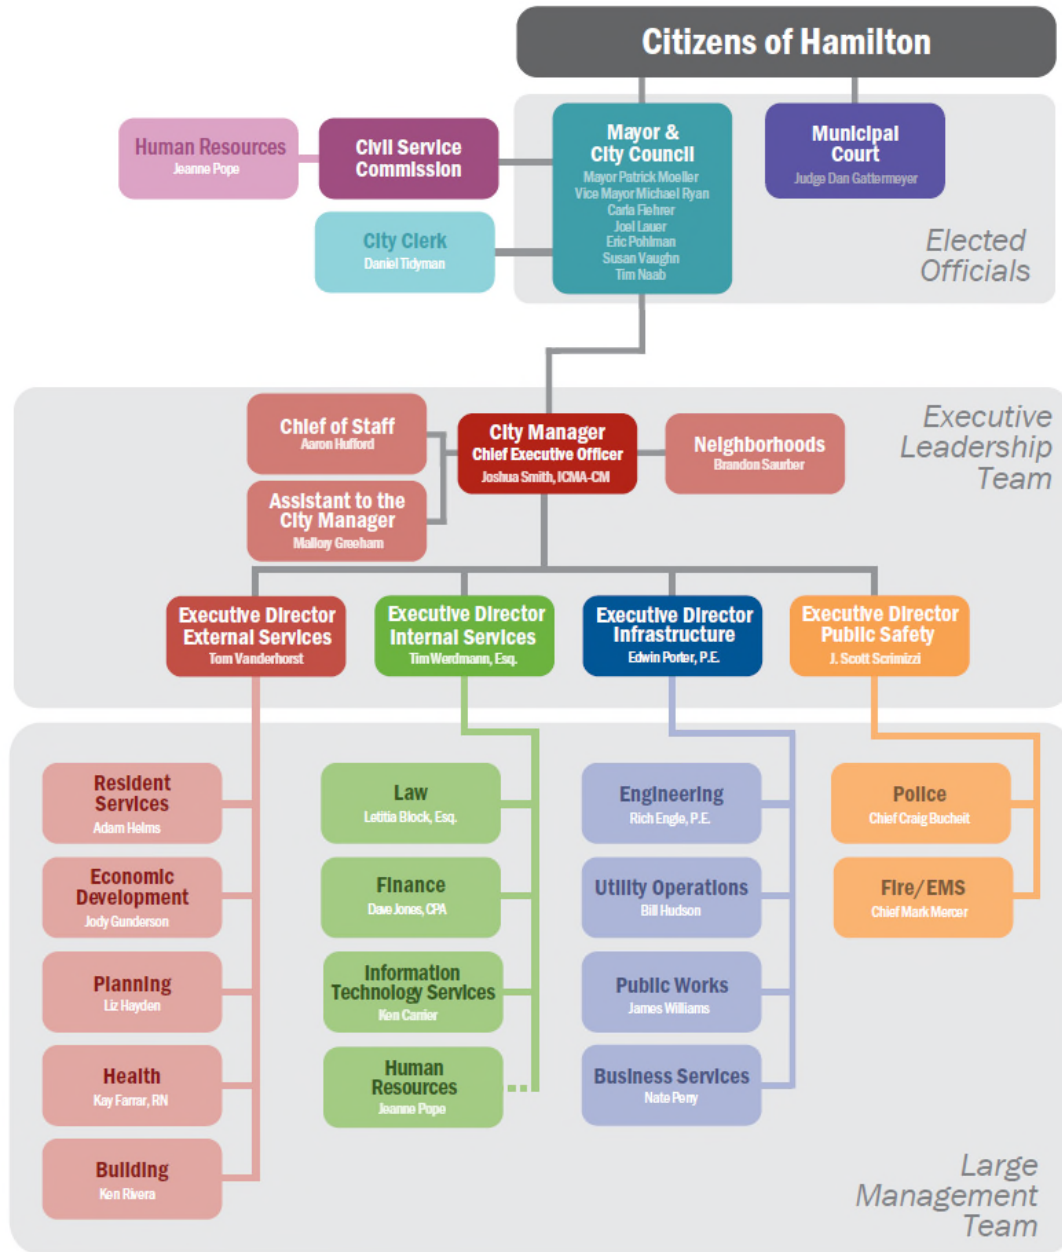 Citizens of Hamilton
Human Resources
Jeanne Pope
Civil Service
Commission
City Clerk
Daniel Tidyman
Mayor &
City Council
Mayor Patrick Moeller
Vice Mayor Michael Ryan
Carla Fiehrer
Joel Lauer
Eric Pohlman
Susan Vaughn
Tim Naab
Municipal
Court
Judge Dan Gattermeyer
Elected
Officials
Chief of Staff
Aaron Hufford
Assistant to the
City Manager
Mallory Greeham
City Manager
Chief Executive Officer
Joshua Smith, ICMA-CM
Neighborhoods
Brandon Saurber
Executive
Leadership
Team
Executive Director
External Services
Tom Vanderhorst
Executive Director
Internal Services
Tim Werdmann, Esq.
Executive Director
Infrastructure
Edwin Porter, P.E.
Executive Director
Public Safety
J. Scott Scrimizzi
Resident
Services
Adam Helms
Economic
Development
Jody Gunderson
Planning
Liz Hayden
Health
Kay Farrar, RN
Building
Ken Rivera
Law
Letitia Block, Esq.
Finance
Dave Jones, CPA
Information
Technology Services
Ken Carrier
Human
Resources
Jeanne Pope
Engineering
Rich Engle, P.E.
Utility Operations
Bill Hudson
Public Works
James Williams
Business Services
Nate Perry
Police
Chief Craig Bucheit
Fire/EMS
Chief Mark Mercer
Large
Management
Team